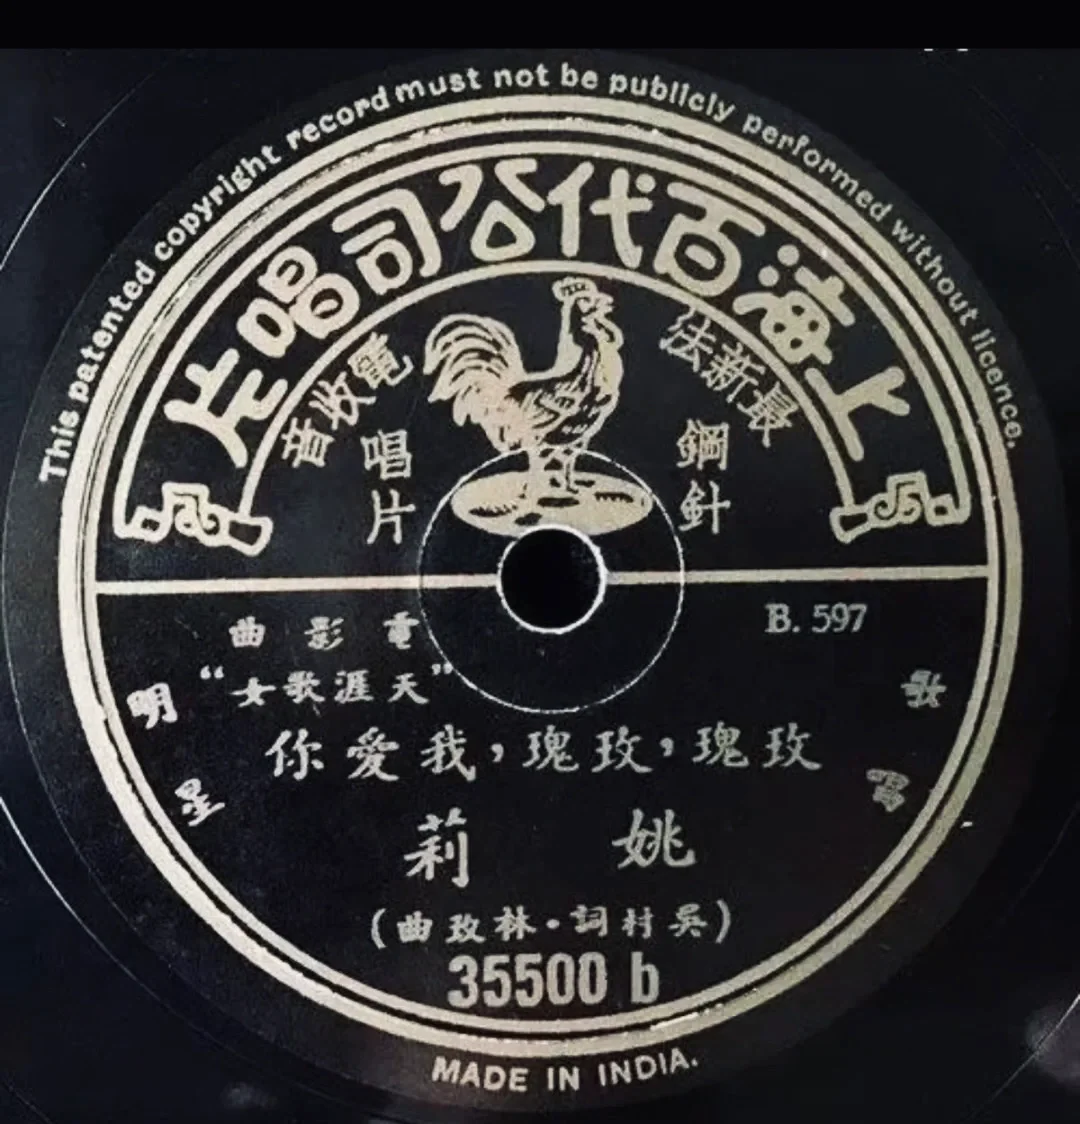 This patented copyright record must not be publicly performed without licence.
上海百代公司唱片
最新法
鋼針
電收音
唱片
B. 597
電影曲
"天涯歌女"
明星
玫瑰，玫瑰，我愛你
姚莉
(吳村詞·林玫曲)
35500 b
MADE IN INDIA.